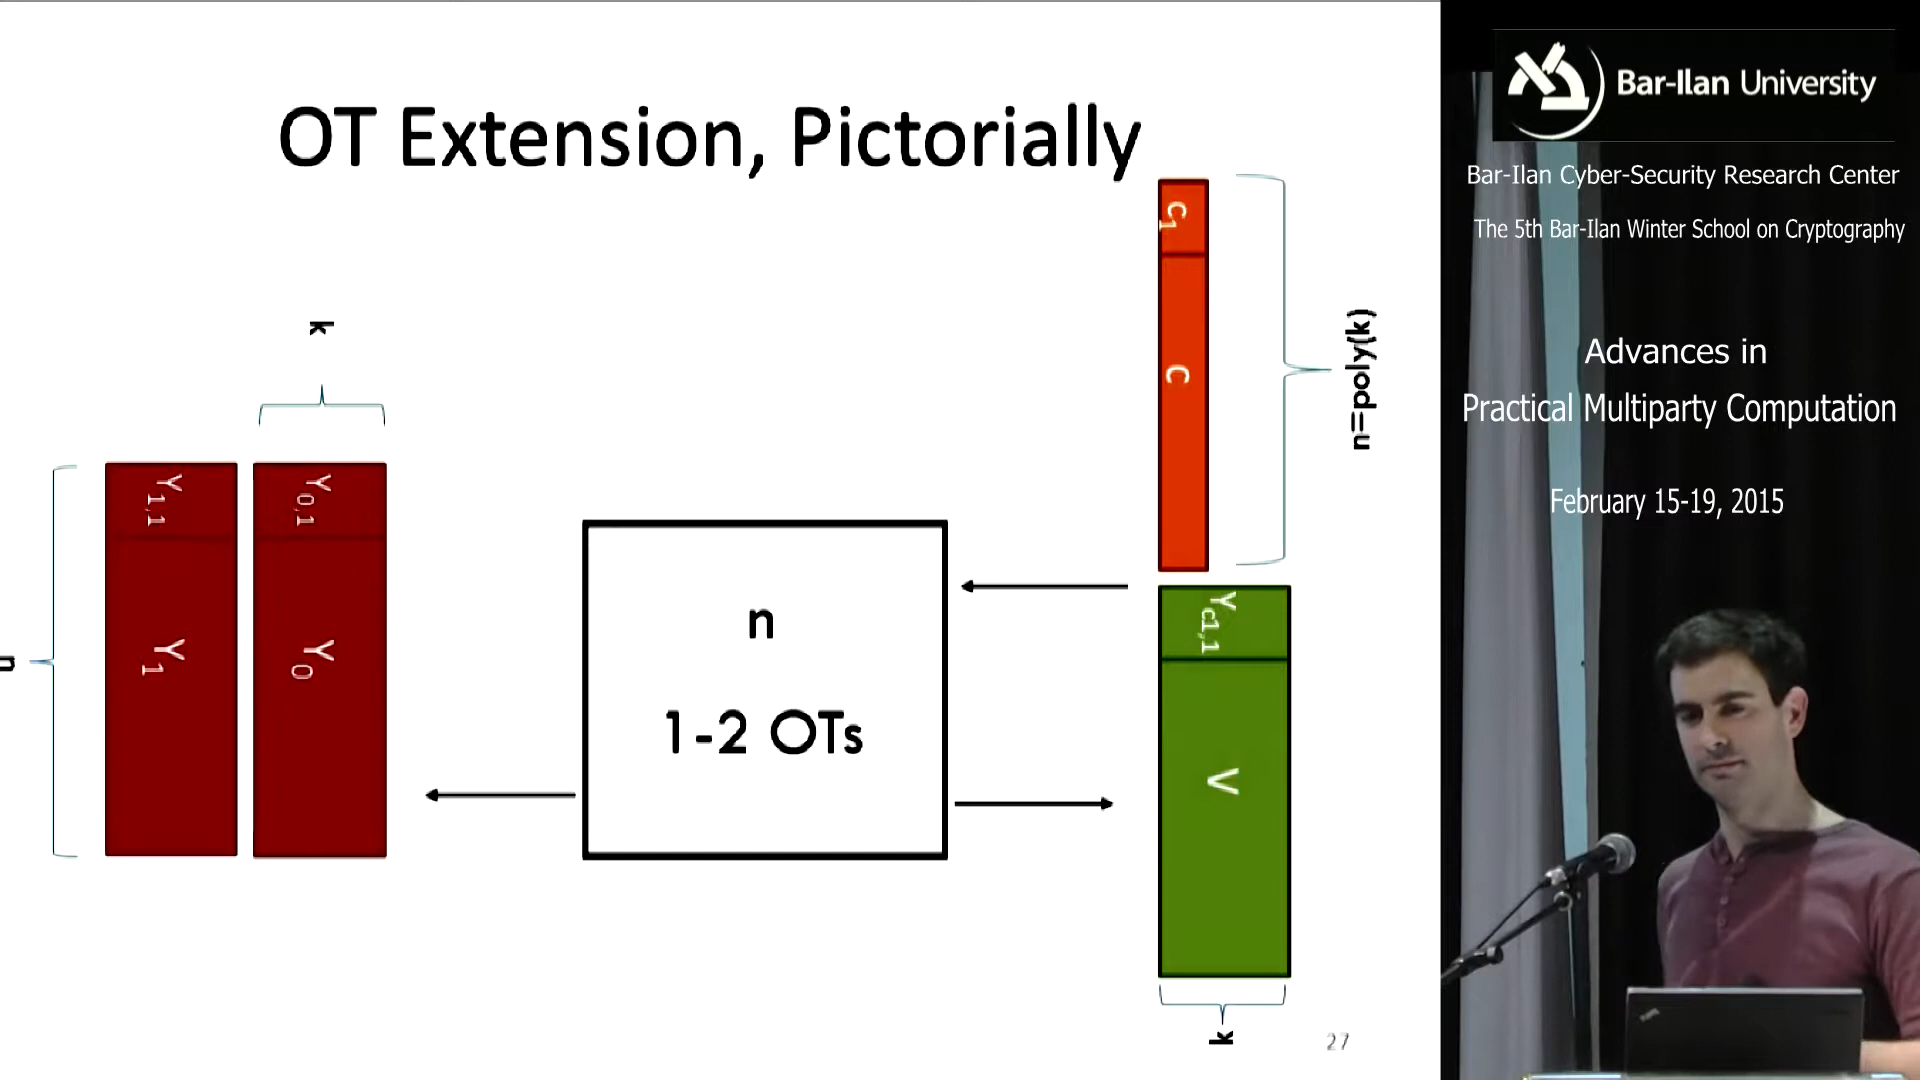 OT Extension, Pictorially
k
n
Y1,1
Y0,1
Y1
Y0
n
1-2 OTs
C1
C
n=poly(k)
Yc1,1
V
k
27
Bar-Ilan University
Bar-Ilan Cyber-Security Research Center
The 5th Bar-Ilan Winter School on Cryptography
Advances in
Practical Multiparty Computation
February 15-19, 2015